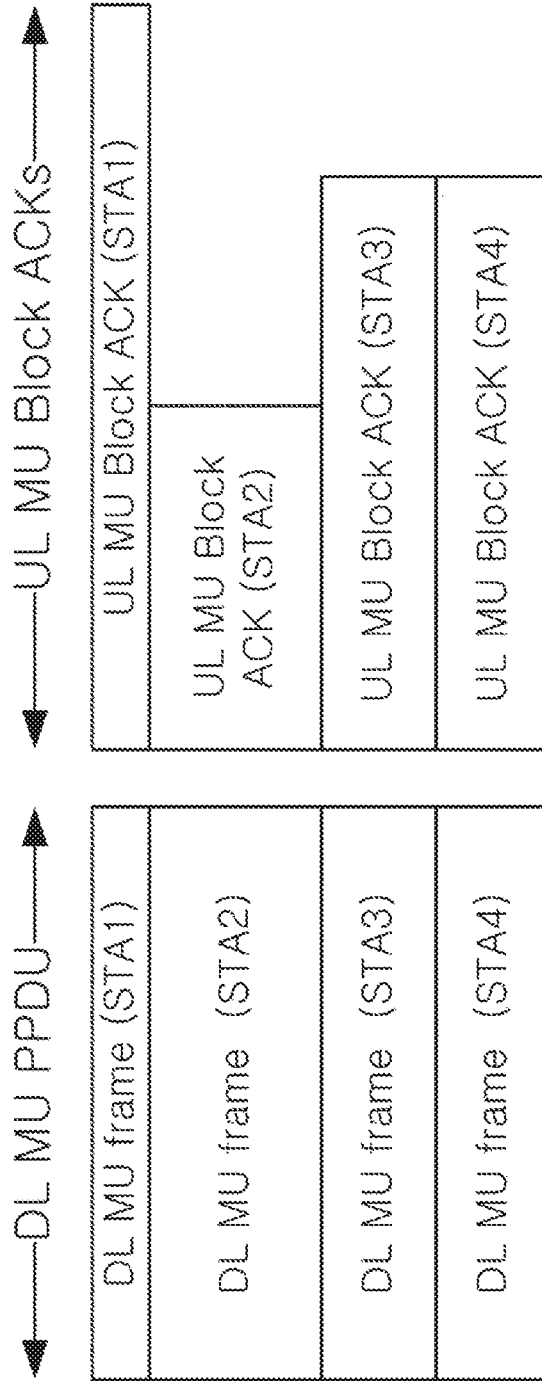 DL MU PPDU
UL MU Block ACKs
DL MU frame (STA1)
UL MU Block ACK (STA1)
DL MU frame (STA2)
UL MU Block
ACK (STA2)
DL MU frame (STA3)
UL MU Block ACK (STA3)
DL MU frame (STA4)
UL MU Block ACK (STA4)